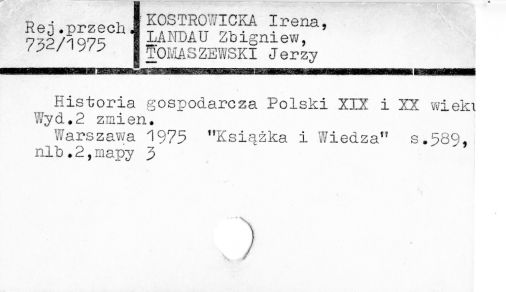 Rej.przech.
732/1975
KOSTROWICKA Irena,
LANDAU Zbigniew,
TOMASZEWSKI Jerzy
Historia gospodarcza Polski XIX i XX wieku
Wyd.2 zmien.
Warszawa 1975 "Książka i Wiedza" s.589,
nlb.2,mapy 3